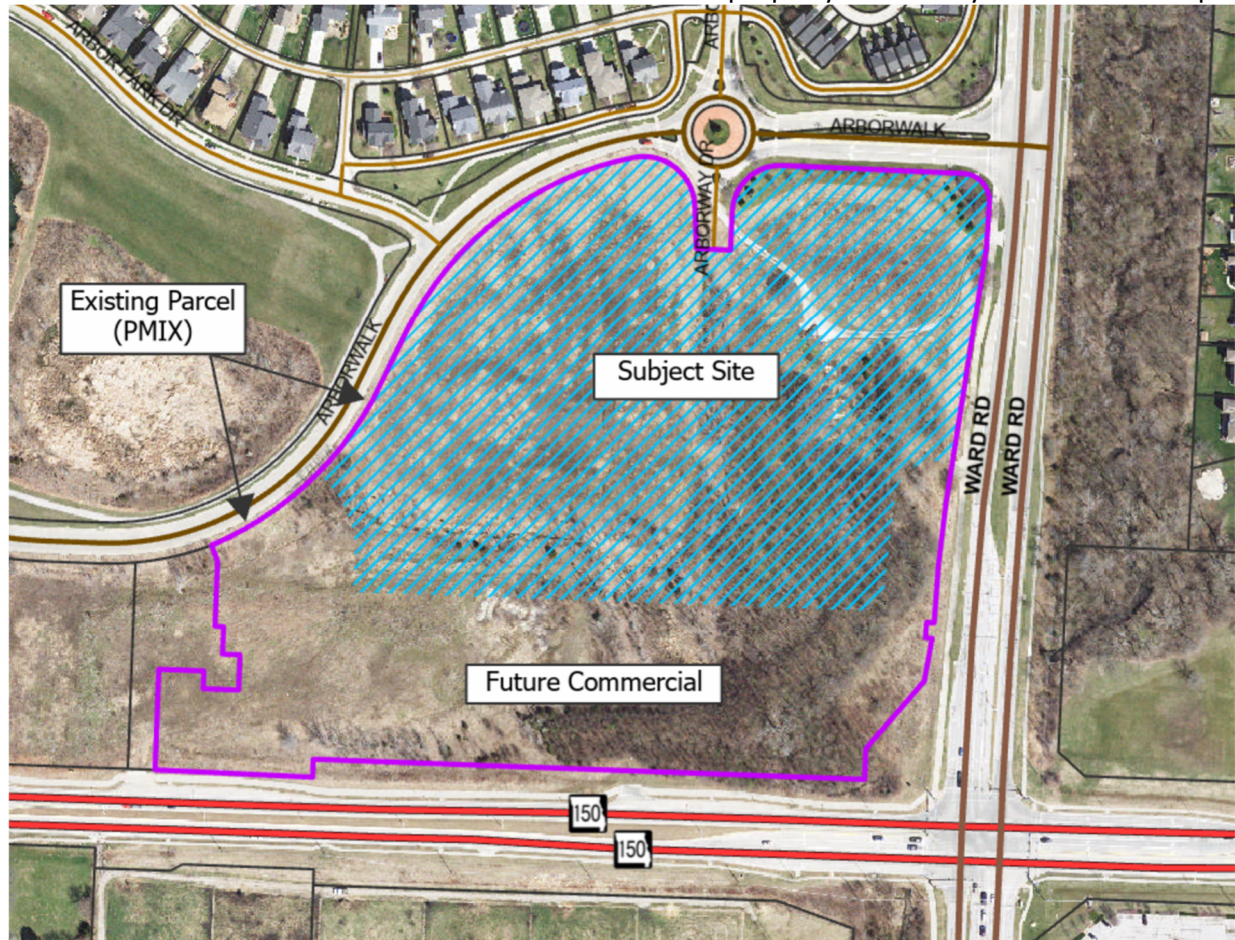 ARBOR PARK DR
ARBO
ARBORWALK
ARBORWAY DR
Existing Parcel
(PMIX)
ARBORWALK
Subject Site
WARD RD
WARD RD
Future Commercial
150
150